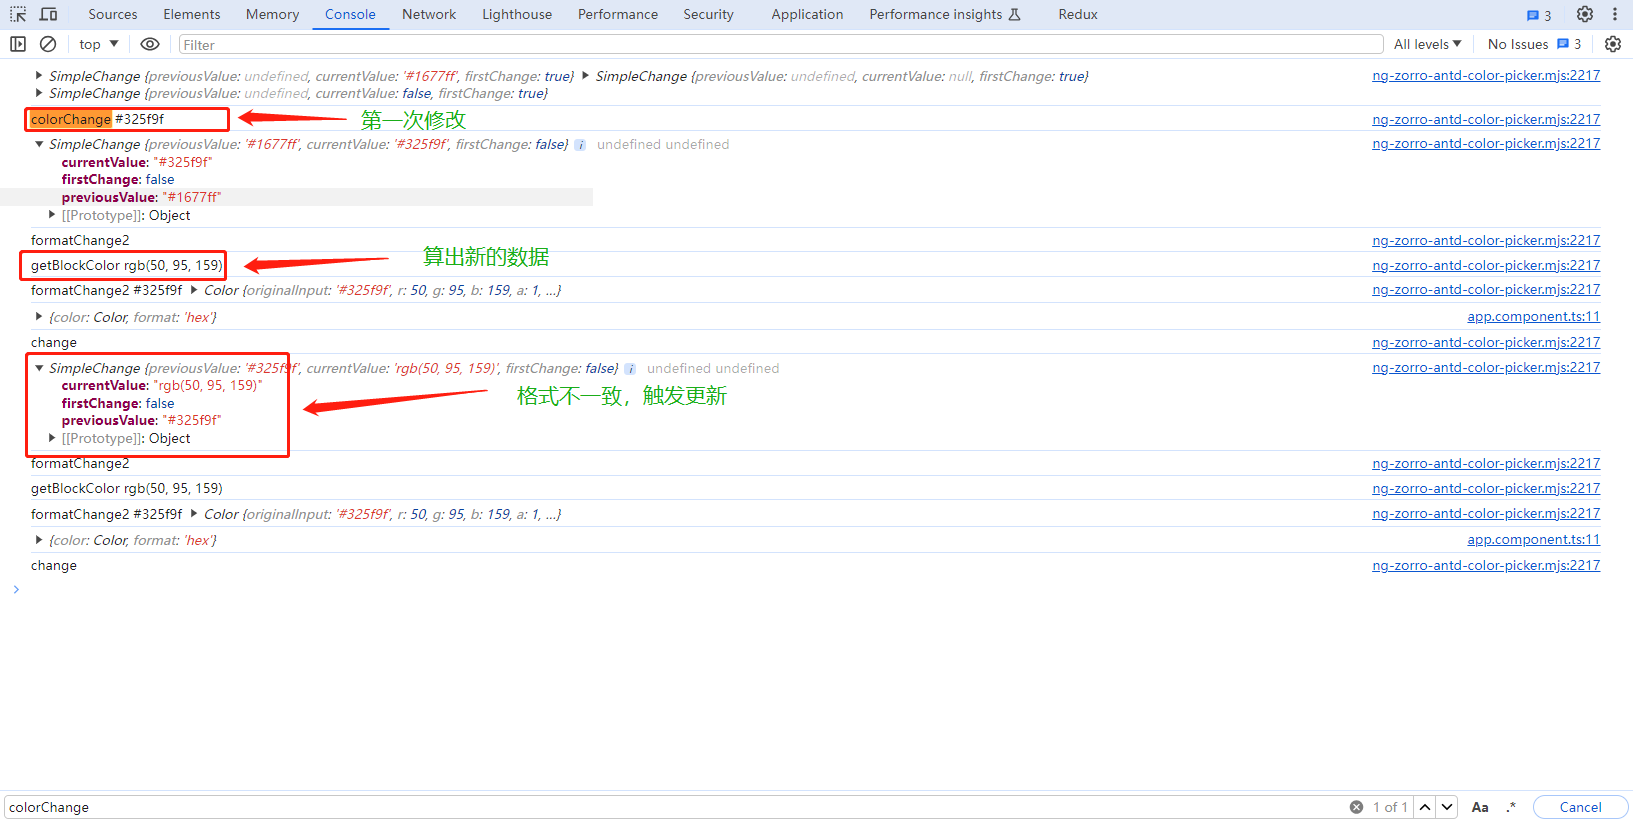 Sources Elements Memory Console Network Lighthouse Performance Security Application Performance insights Redux 3
top Filter All levels No Issues 3
SimpleChange {previousValue: undefined, currentValue: '#1677ff', firstChange: true} SimpleChange {previousValue: undefined, currentValue: null, firstChange: true} ng-zorro-antd-color-picker.mjs:2217
SimpleChange {previousValue: undefined, currentValue: false, firstChange: true}
colorChange #325f9f 第一次修改 ng-zorro-antd-color-picker.mjs:2217
SimpleChange {previousValue: '#1677ff', currentValue: '#325f9f', firstChange: false} i undefined undefined ng-zorro-antd-color-picker.mjs:2217
currentValue: "#325f9f"
firstChange: false
previousValue: "#1677ff"
[[Prototype]]: Object
formatChange2 ng-zorro-antd-color-picker.mjs:2217
getBlockColor rgb(50, 95, 159) 算出新的数据 ng-zorro-antd-color-picker.mjs:2217
formatChange2 #325f9f Color {originalInput: '#325f9f', r: 50, g: 95, b: 159, a: 1, …} ng-zorro-antd-color-picker.mjs:2217
{color: Color, format: 'hex'} app.component.ts:11
change ng-zorro-antd-color-picker.mjs:2217
SimpleChange {previousValue: '#325f9f', currentValue: 'rgb(50, 95, 159)', firstChange: false} i undefined undefined ng-zorro-antd-color-picker.mjs:2217
currentValue: "rgb(50, 95, 159)"
firstChange: false 格式不一致，触发更新
previousValue: "#325f9f"
[[Prototype]]: Object
formatChange2 ng-zorro-antd-color-picker.mjs:2217
getBlockColor rgb(50, 95, 159) ng-zorro-antd-color-picker.mjs:2217
formatChange2 #325f9f Color {originalInput: '#325f9f', r: 50, g: 95, b: 159, a: 1, …} ng-zorro-antd-color-picker.mjs:2217
{color: Color, format: 'hex'} app.component.ts:11
change ng-zorro-antd-color-picker.mjs:2217
colorChange 1 of 1 Aa .* Cancel